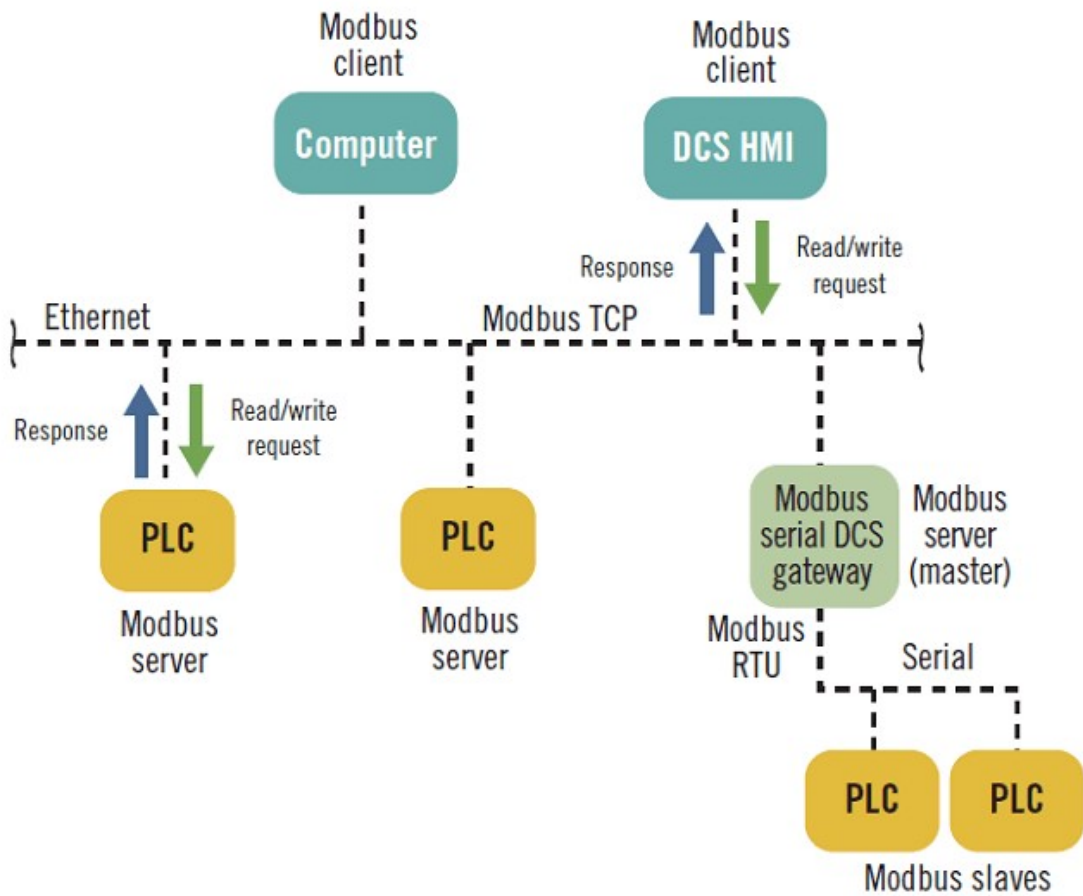 Modbus
client
Computer
Modbus
client
DCS HMI
Response
Read/write
request
Ethernet
Modbus TCP
Response
Read/write
request
PLC
Modbus
server
PLC
Modbus
server
Modbus
serial DCS
gateway
Modbus
server
(master)
Modbus
RTU
Serial
PLC
PLC
Modbus slaves